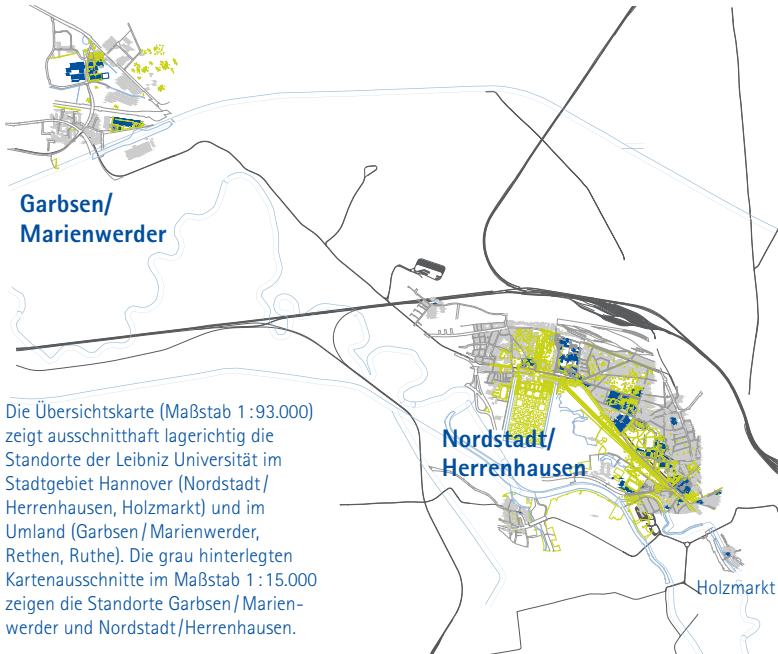 Garbsen/
Marienwerder
Nordstadt/
Herrenhausen
Holzmarkt
Die Übersichtskarte (Maßstab 1:93.000)
zeigt ausschnitthaft lagerichtig die
Standorte der Leibniz Universität im
Stadtgebiet Hannover (Nordstadt/
Herrenhausen, Holzmarkt) und im
Umland (Garbsen/Marienwerder,
Rethen, Ruthe). Die grau hinterlegten
Kartenausschnitte im Maßstab 1:15.000
zeigen die Standorte Garbsen/Marien-
werder und Nordstadt/Herrenhausen.